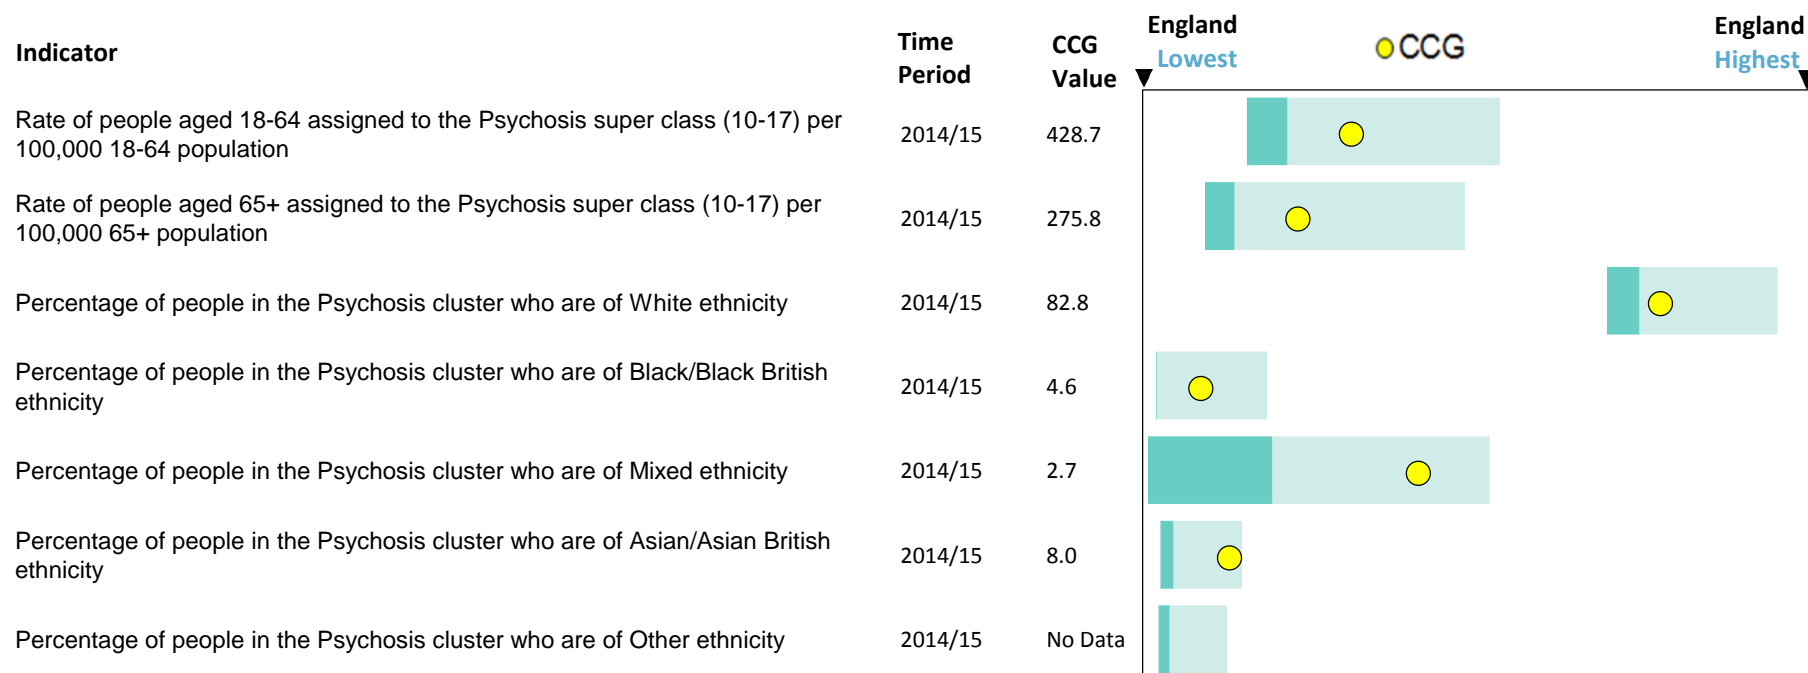 Indicator
Time Period
CCG Value
England Lowest
CCG
England Highest
Rate of people aged 18-64 assigned to the Psychosis super class (10-17) per
100,000 18-64 population
2014/15
428.7
Rate of people aged 65+ assigned to the Psychosis super class (10-17) per
100,000 65+ population
2014/15
275.8
Percentage of people in the Psychosis cluster who are of White ethnicity
2014/15
82.8
Percentage of people in the Psychosis cluster who are of Black/Black British
ethnicity
2014/15
4.6
Percentage of people in the Psychosis cluster who are of Mixed ethnicity
2014/15
2.7
Percentage of people in the Psychosis cluster who are of Asian/Asian British
ethnicity
2014/15
8.0
Percentage of people in the Psychosis cluster who are of Other ethnicity
2014/15
No Data